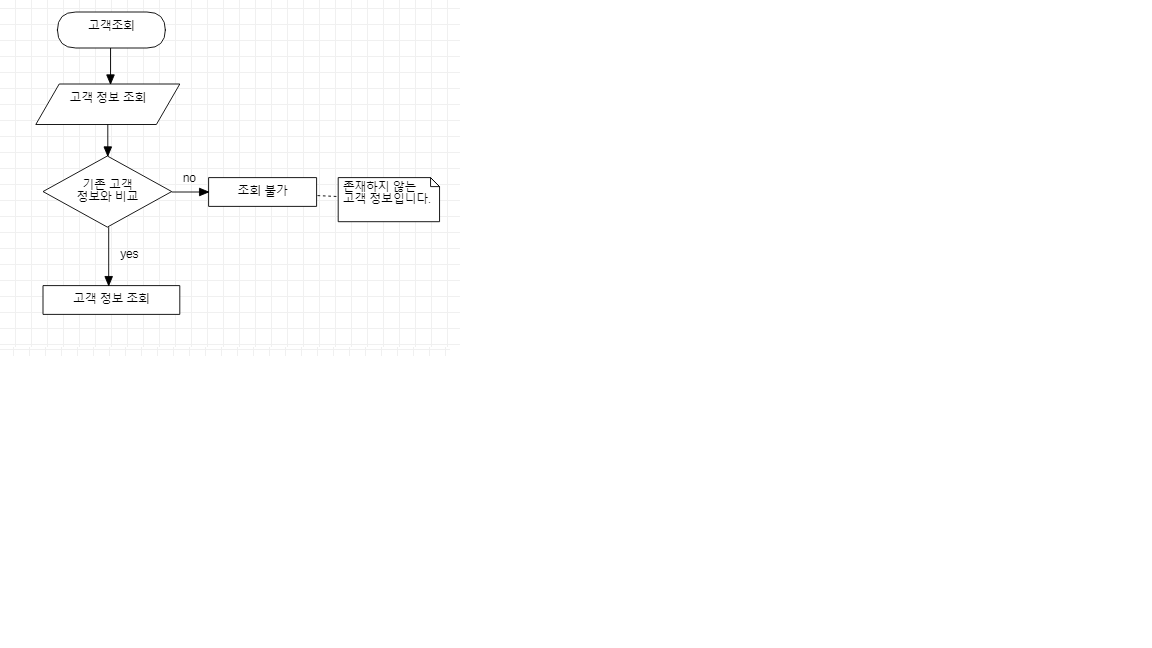 고객조회
고객 정보 조회
기존 고객
정보와 비교
no
조회 불가
존재하지 않는
고객 정보입니다.
yes
고객 정보 조회